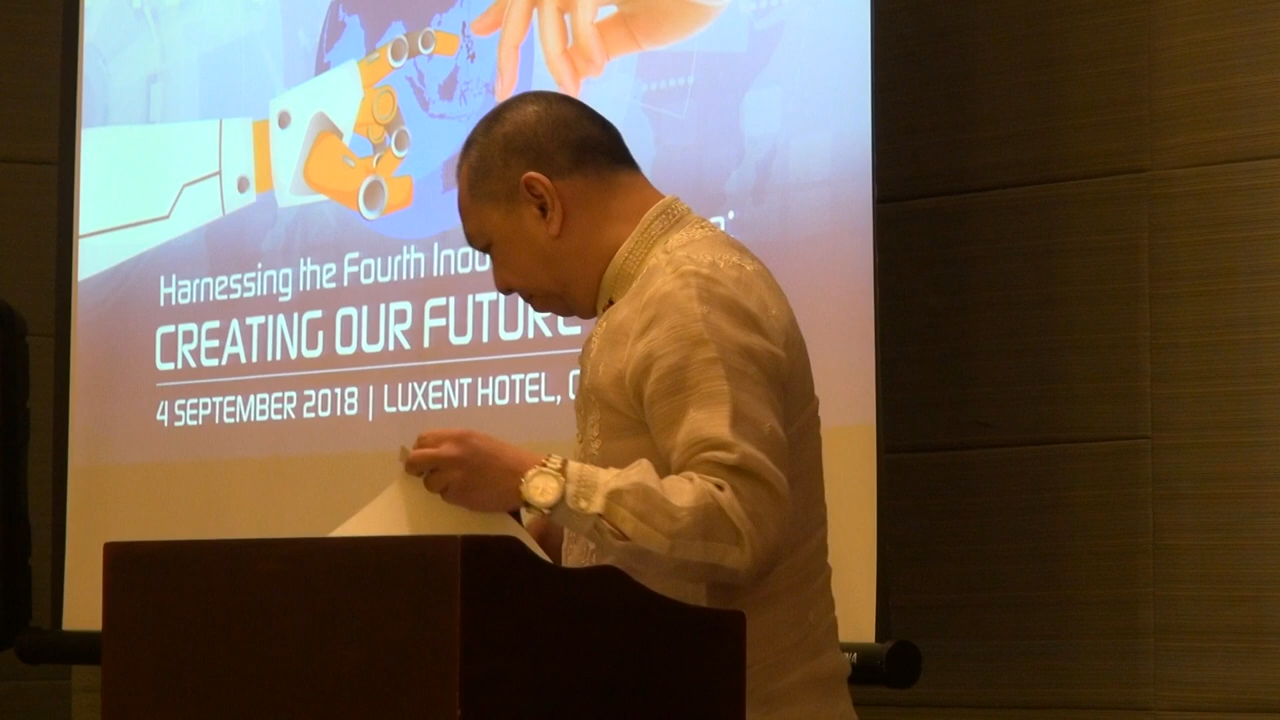 Harnessing the Fourth
CREATING OUR FUTURE
4 SEPTEMBER 2018 | LUXENT HOTEL,